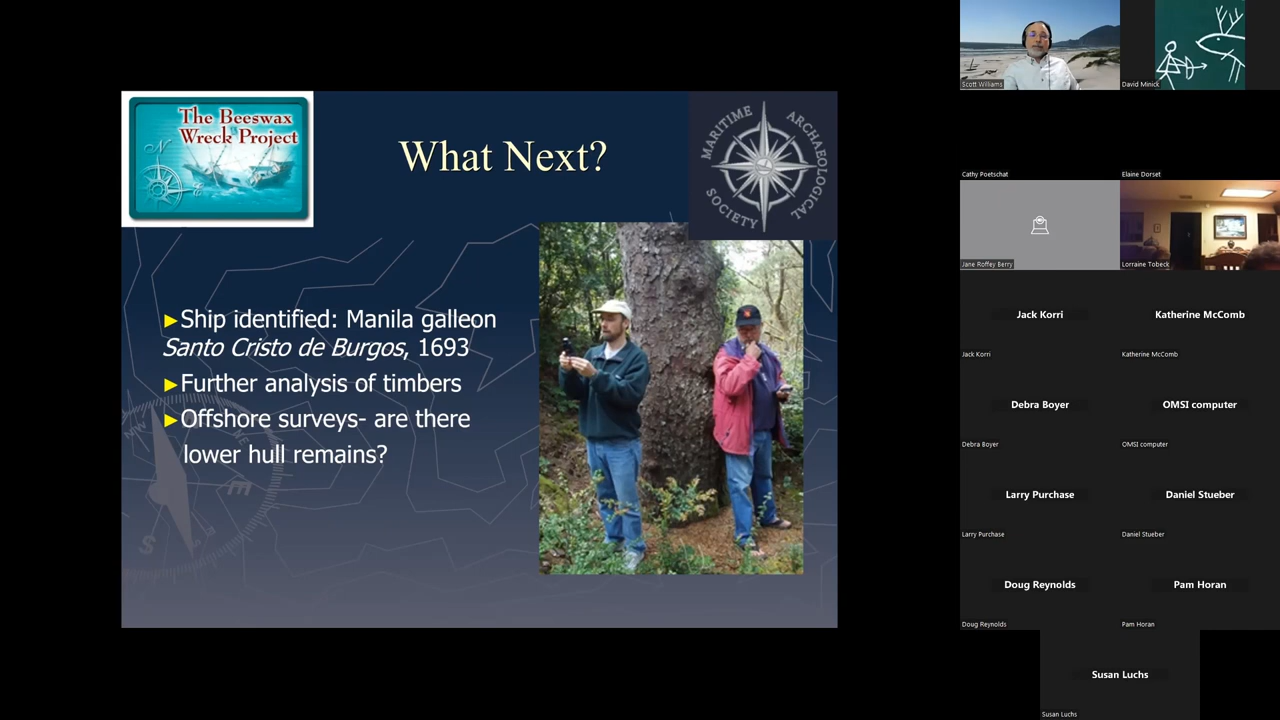 The Beeswax
Wreck Project
What Next?
MARITIME
ARCHAEOLOGICAL
SOCIETY
►Ship identified: Manila galleon
Santo Cristo de Burgos, 1693
►Further analysis of timbers
►Offshore surveys- are there
lower hull remains?
Scott Williams
David Minick
Cathy Poetschat
Elaine Dorset
Jane Roffey Berry
Lorraine Tobeck
Jack Korri
Katherine McComb
Jack Korri
Katherine McComb
Debra Boyer
OMSI computer
Debra Boyer
OMSI computer
Larry Purchase
Daniel Stueber
Larry Purchase
Daniel Stueber
Doug Reynolds
Pam Horan
Doug Reynolds
Pam Horan
Susan Luchs
Susan Luchs